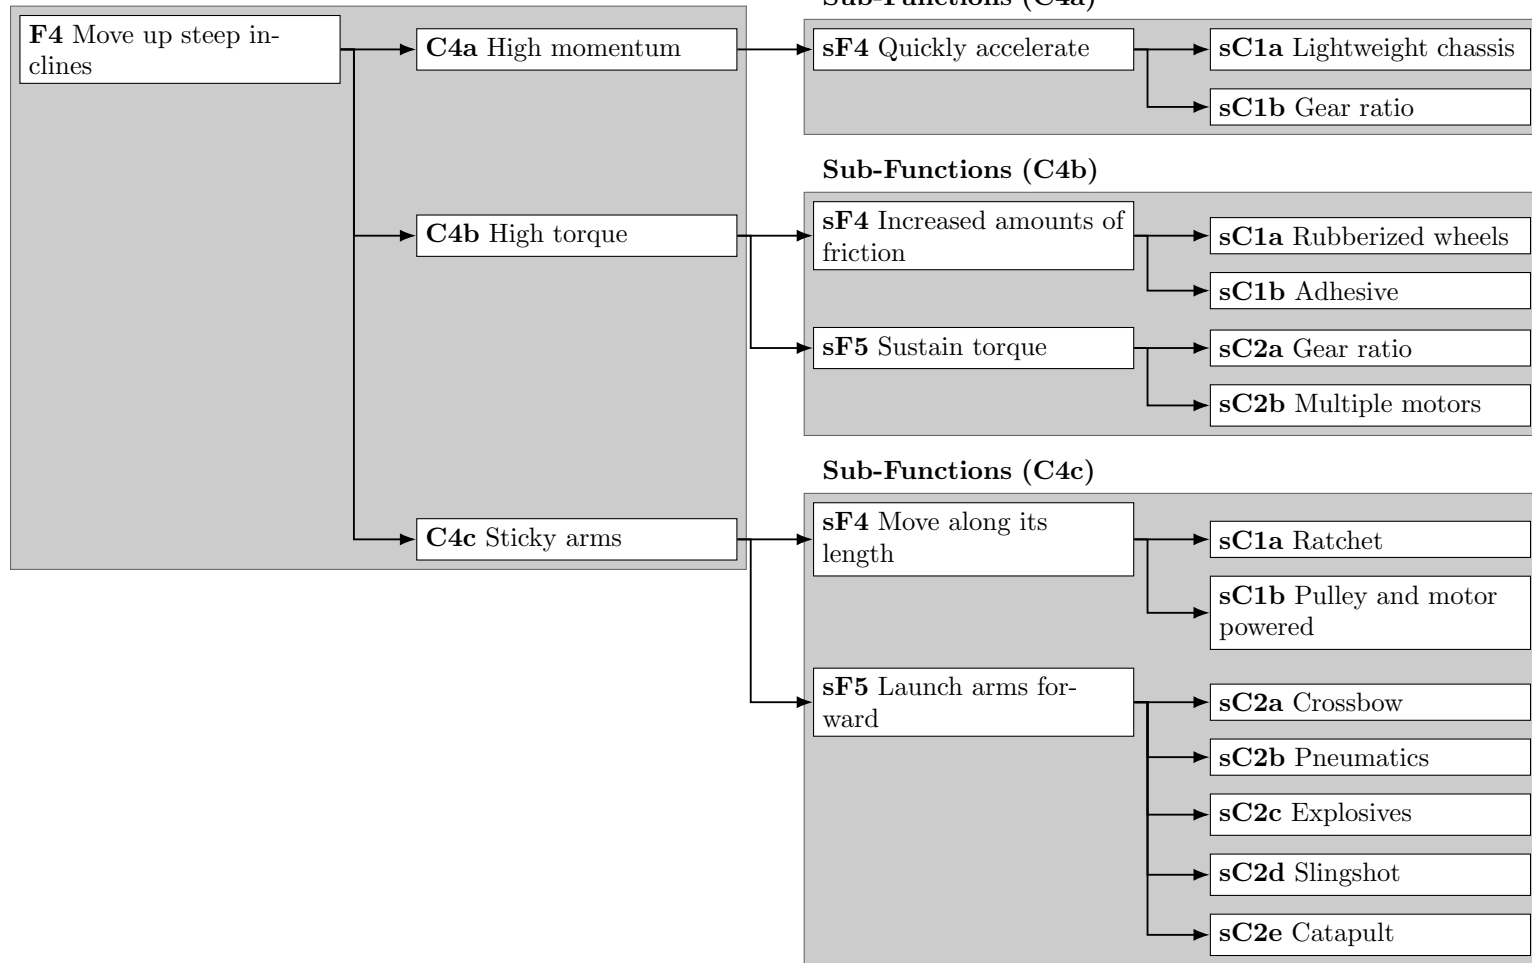 Sub-Functions (C4a)
F4 Move up steep in-
clines
C4a High momentum
sF4 Quickly accelerate
sC1a Lightweight chassis
sC1b Gear ratio
Sub-Functions (C4b)
C4b High torque
sF4 Increased amounts of
friction
sC1a Rubberized wheels
sC1b Adhesive
sF5 Sustain torque
sC2a Gear ratio
sC2b Multiple motors
Sub-Functions (C4c)
C4c Sticky arms
sF4 Move along its
length
sC1a Ratchet
sC1b Pulley and motor
powered
sF5 Launch arms for-
ward
sC2a Crossbow
sC2b Pneumatics
sC2c Explosives
sC2d Slingshot
sC2e Catapult